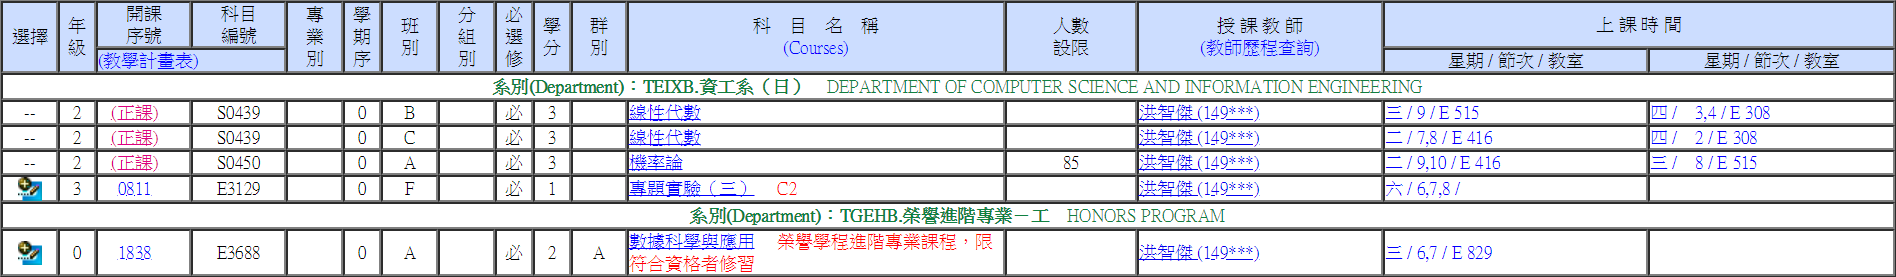 選擇 年級 開課序號 科目編號 專業別 學期序 班別 分組別 必選修 學分 群別 科 目 名 稱 (Courses) 人數設限 授 課 教 師 (教師歷程查詢) 上 課 時 間
(教學計畫表) 星期 / 節次 / 教室 星期 / 節次 / 教室
系別(Department)：TEIXB.資工系（日） DEPARTMENT OF COMPUTER SCIENCE AND INFORMATION ENGINEERING
-- 2 (正課) S0439 0 B 必 3 線性代數 洪智傑 (149***) 三 / 9 / E 515 四 / 3,4 / E 308
-- 2 (正課) S0439 0 C 必 3 線性代數 洪智傑 (149***) 二 / 7,8 / E 416 四 / 2 / E 308
-- 2 (正課) S0450 0 A 必 3 機率論 85 洪智傑 (149***) 二 / 9,10 / E 416 三 / 8 / E 515
3 0811 E3129 0 F 必 1 專題實驗（三） C2 洪智傑 (149***) 六 / 6,7,8 /
系別(Department)：TGEHB.榮譽進階專業－工 HONORS PROGRAM
0 1838 E3688 0 A 必 2 A 數據科學與應用 榮譽學程進階專業課程，限 洪智傑 (149***) 三 / 6,7 / E 829
符合資格者修習